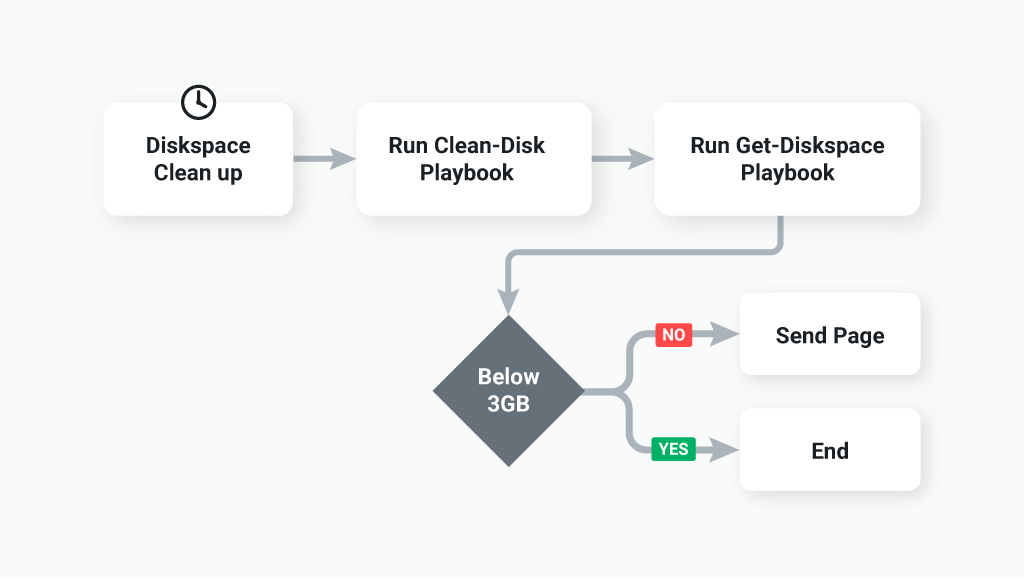 Diskspace
Clean up
Run Clean-Disk
Playbook
Run Get-Diskspace
Playbook
Below
3GB
NO
Send Page
YES
End